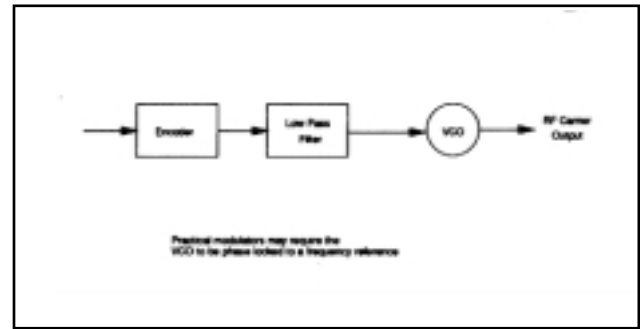 Encoder
Low Pass
Filter
VCO
RF Carrier
Output
Practical modulators may require the
VCO to be phase locked to a frequency reference